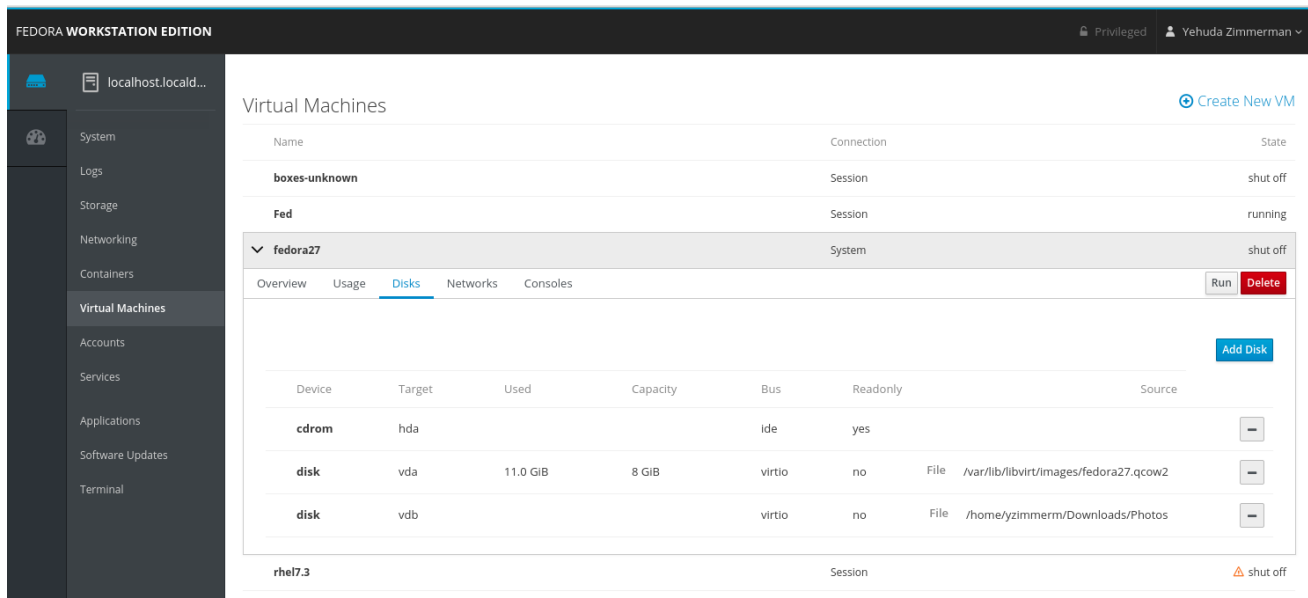 FEDORA WORKSTATION EDITION
Privileged
Yehuda Zimmerman
localhost.locald...
System
Logs
Storage
Networking
Containers
Virtual Machines
Accounts
Services
Applications
Software Updates
Terminal
Virtual Machines
Create New VM
Name Connection State
boxes-unknown Session shut off
Fed Session running
fedora27 System shut off
Overview Usage Disks Networks Consoles Run Delete
Add Disk
Device Target Used Capacity Bus Readonly Source
cdrom hda ide yes
disk vda 11.0 GiB 8 GiB virtio no File /var/lib/libvirt/images/fedora27.qcow2
disk vdb virtio no File /home/yzimmerm/Downloads/Photos
rhel7.3 Session shut off